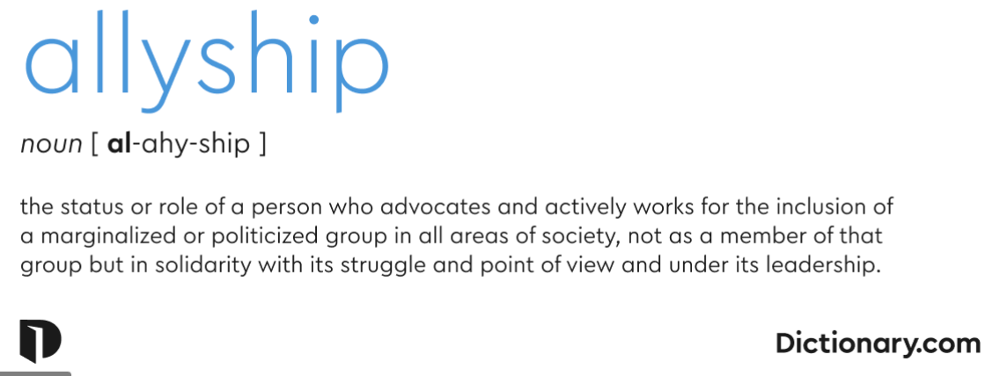 allyship
noun [ al-ahy-ship ]
the status or role of a person who advocates and actively works for the inclusion of
a marginalized or politicized group in all areas of society, not as a member of that
group but in solidarity with its struggle and point of view and under its leadership.
Dictionary.com